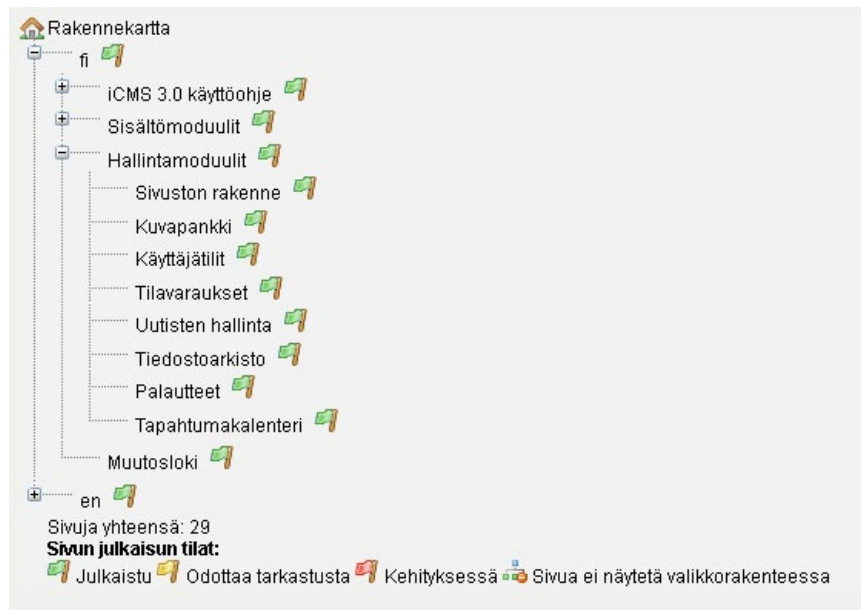 Rakennekartta
fi
iCMS 3.0 käyttöohje
Sisältömoduulit
Hallintamoduulit
Sivuston rakenne
Kuvapankki
Käyttäjätilit
Tilavaraukset
Uutisten hallinta
Tiedostoarkisto
Palautteet
Tapahtumakalenteri
Muutosloki
en
Sivuja yhteensä: 29
Sivun julkaisun tilat:
Julkaistu Odottaa tarkastusta Kehityksessä Sivua ei näytetä valikkorakenteessa